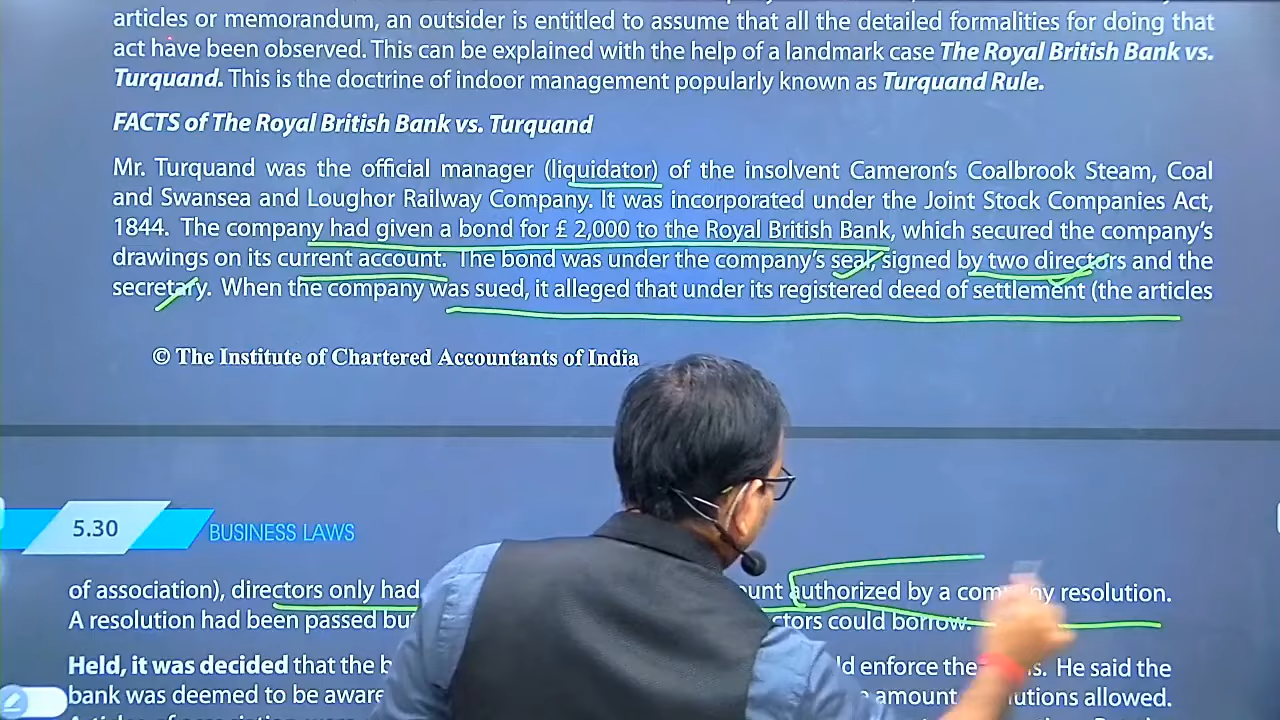 articles or memorandum, an outsider is entitled to assume that all the detailed formalities for doing that
act have been observed. This can be explained with the help of a landmark case The Royal British Bank vs.
Turquand. This is the doctrine of indoor management popularly known as Turquand Rule.
FACTS of The Royal British Bank vs. Turquand
Mr. Turquand was the official manager (liquidator) of the insolvent Cameron's Coalbrook Steam, Coal
and Swansea and Loughor Railway Company. It was incorporated under the Joint Stock Companies Act,
1844. The company had given a bond for £ 2,000 to the Royal British Bank, which secured the company's
drawings on its current account. The bond was under the company's seal, signed by two directors and the
secretary. When the company was sued, it alleged that under its registered deed of settlement (the articles
© The Institute of Chartered Accountants of India
5.30 BUSINESS LAWS
of association), directors only had authorized by a company resolution.
A resolution had been passed could borrow.
Held, it was decided that the enforce the He said the
bank was deemed to be aware amount allowed.